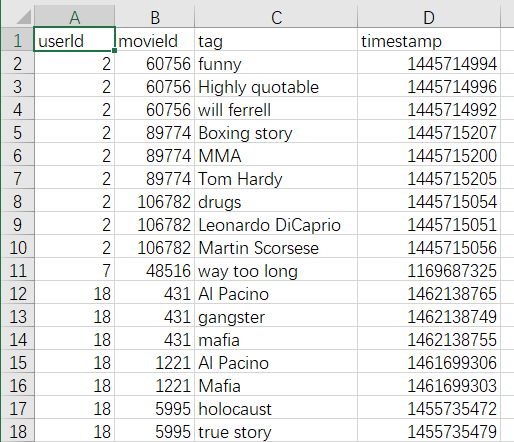 A B C D
1 userId movieId tag timestamp
2 2 60756 funny 1445714994
3 2 60756 Highly quotable 1445714996
4 2 60756 will ferrell 1445714992
5 2 89774 Boxing story 1445715207
6 2 89774 MMA 1445715200
7 2 89774 Tom Hardy 1445715205
8 2 106782 drugs 1445715054
9 2 106782 Leonardo DiCaprio 1445715051
10 2 106782 Martin Scorsese 1445715056
11 7 48516 way too long 1169687325
12 18 431 Al Pacino 1462138765
13 18 431 gangster 1462138749
14 18 431 mafia 1462138755
15 18 1221 Al Pacino 1461699306
16 18 1221 Mafia 1461699303
17 18 5995 holocaust 1455735472
18 18 5995 true story 1455735479